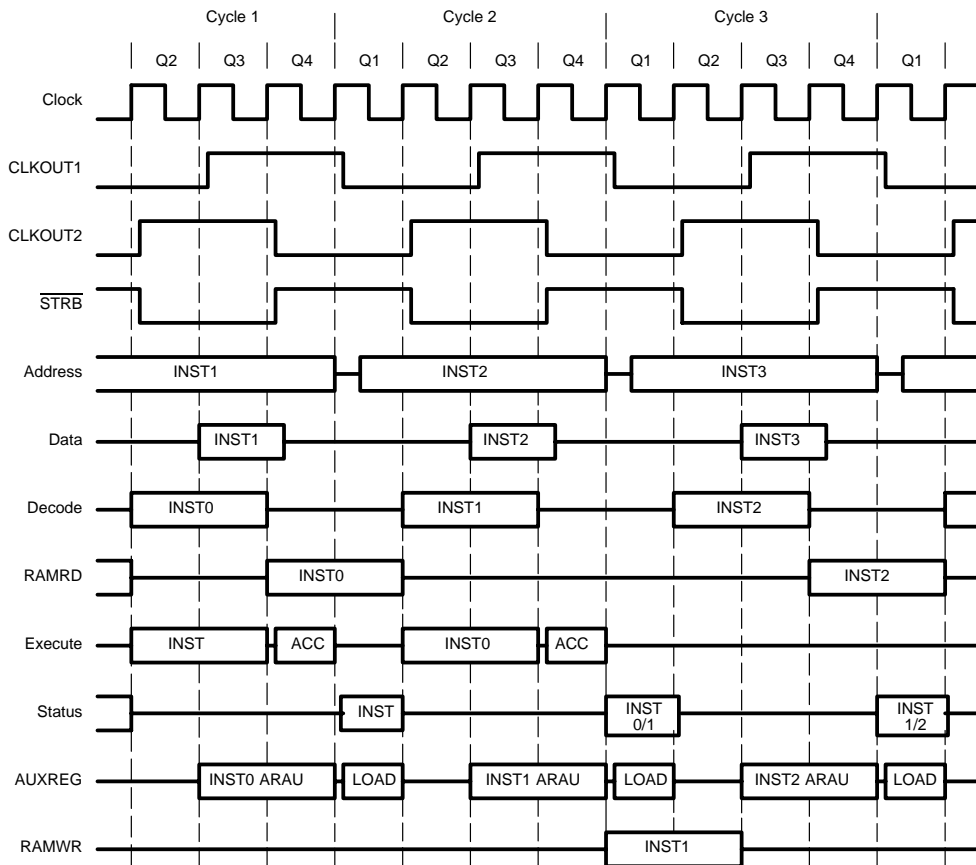 Cycle 1 Cycle 2 Cycle 3
Q2 Q3 Q4 Q1 Q2 Q3 Q4 Q1 Q2 Q3 Q4 Q1
Clock
CLKOUT1
CLKOUT2
STRB
Address INST1 INST2 INST3
Data INST1 INST2 INST3
Decode INST0 INST1 INST2
RAMRD INST0 INST2
Execute INST ACC INST0 ACC
Status INST INST 0/1 INST 1/2
AUXREG INST0 ARAU LOAD INST1 ARAU LOAD INST2 ARAU LOAD
RAMWR INST1